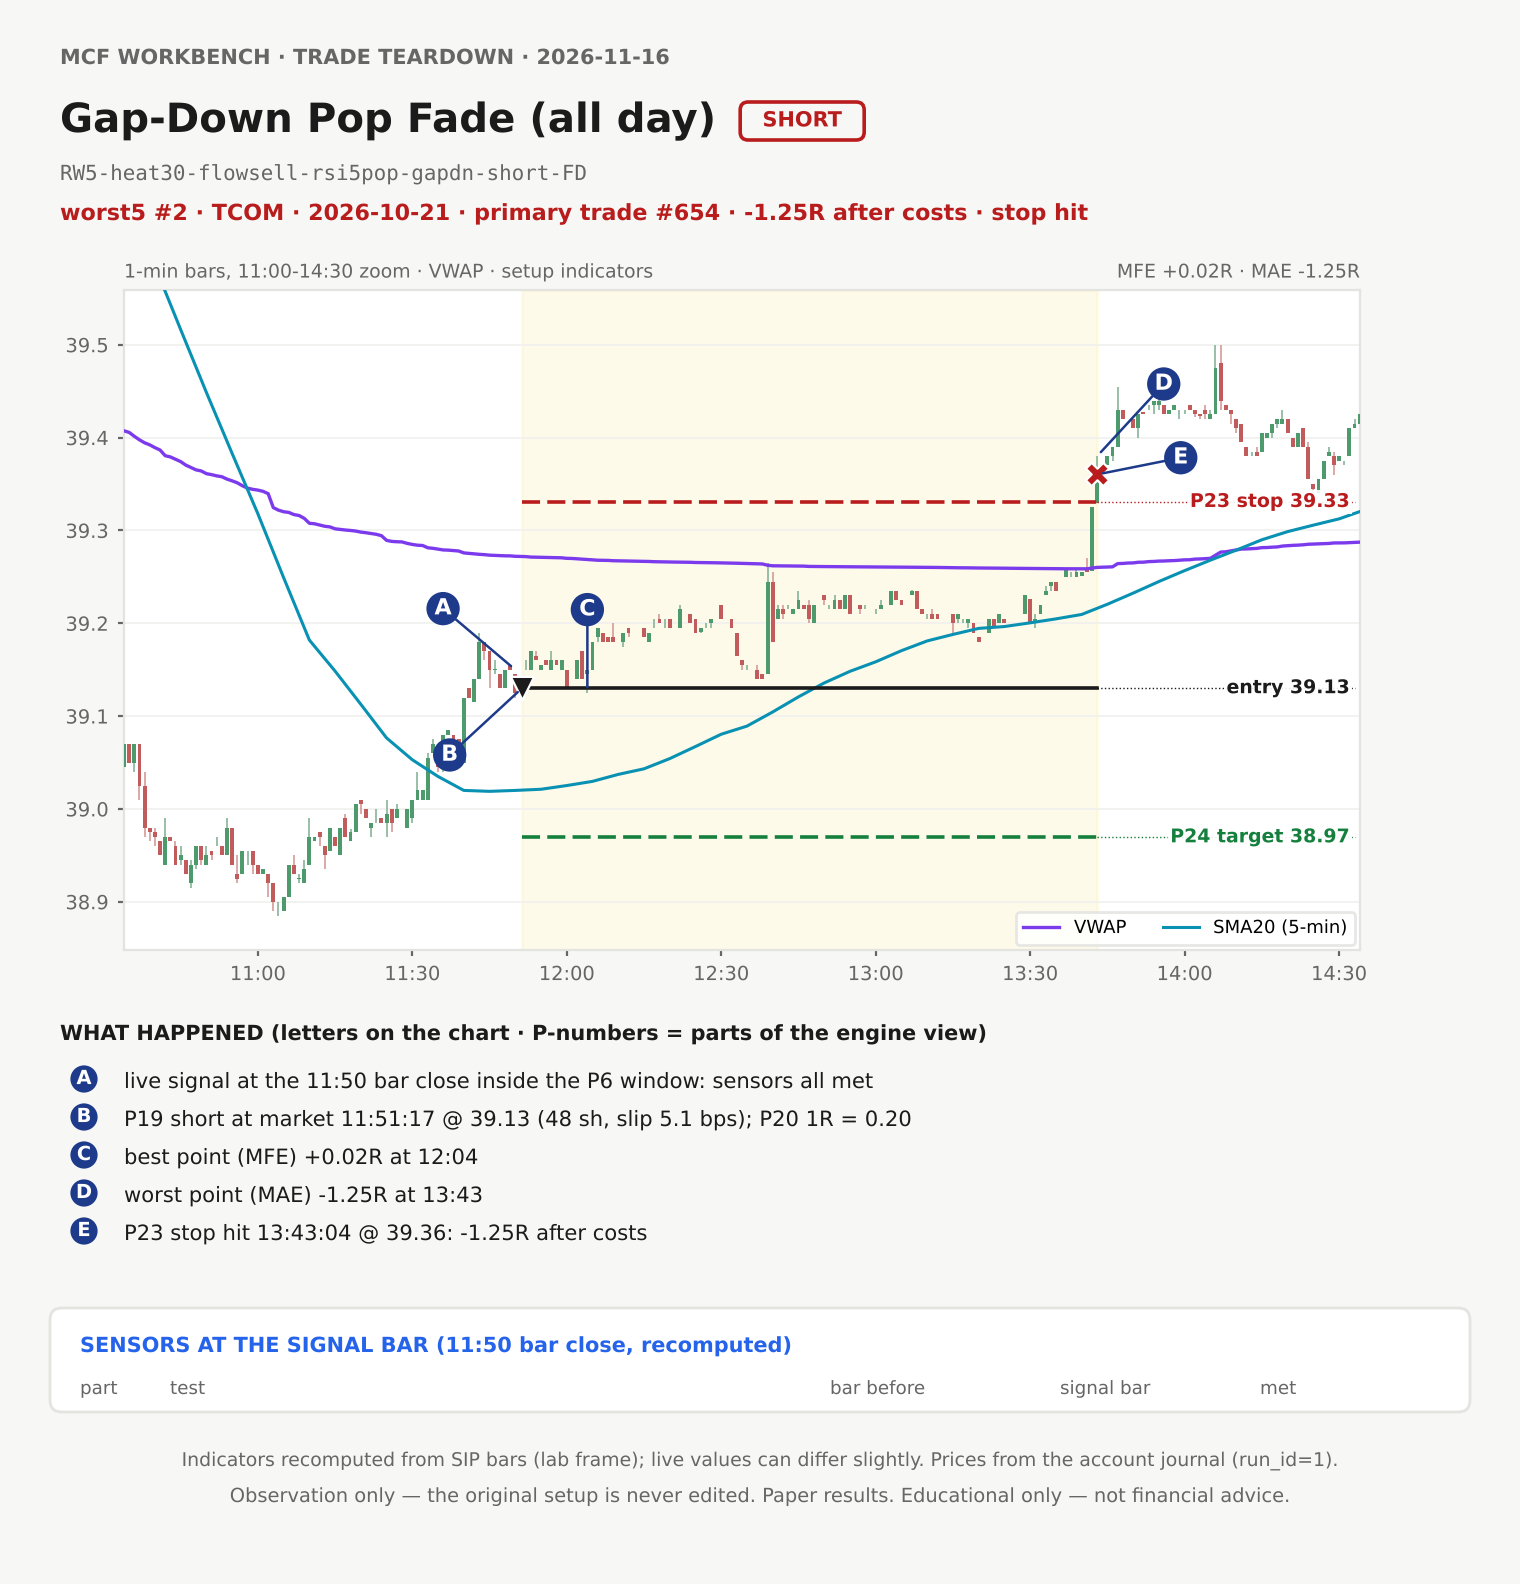 MCF WORKBENCH · TRADE TEARDOWN · 2026-11-16
Gap-Down Pop Fade (all day) SHORT
RW5-heat30-flowsell-rsi5pop-gapdn-short-FD
worst5 #2 · TCOM · 2026-10-21 · primary trade #654 · -1.25R after costs · stop hit
1-min bars, 11:00-14:30 zoom · VWAP · setup indicators MFE +0.02R · MAE -1.25R
39.5
39.4
39.3
39.2
39.1
39.0
38.9
D
E
P23 stop 39.33
A
C
entry 39.13
B
P24 target 38.97
VWAP SMA20 (5-min)
11:00 11:30 12:00 12:30 13:00 13:30 14:00 14:30
WHAT HAPPENED (letters on the chart · P-numbers = parts of the engine view)
A live signal at the 11:50 bar close inside the P6 window: sensors all met
B P19 short at market 11:51:17 @ 39.13 (48 sh, slip 5.1 bps); P20 1R = 0.20
C best point (MFE) +0.02R at 12:04
D worst point (MAE) -1.25R at 13:43
E P23 stop hit 13:43:04 @ 39.36: -1.25R after costs
SENSORS AT THE SIGNAL BAR (11:50 bar close, recomputed)
part test bar before signal bar met
Indicators recomputed from SIP bars (lab frame); live values can differ slightly. Prices from the account journal (run_id=1).
Observation only — the original setup is never edited. Paper results. Educational only — not financial advice.